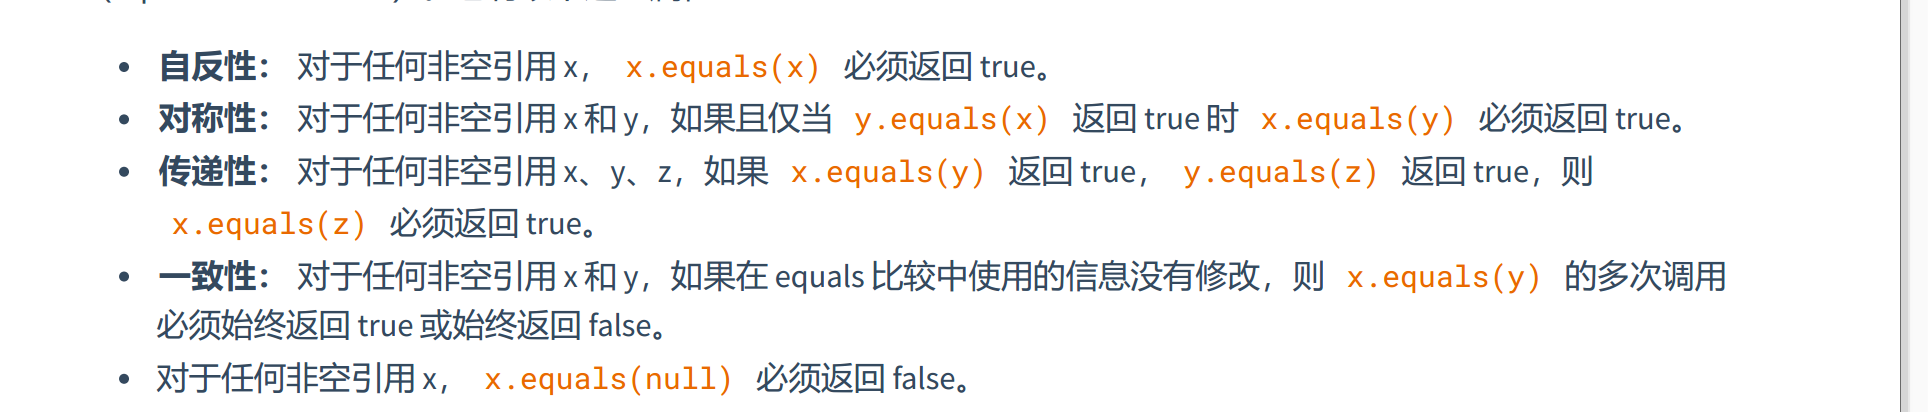 • 自反性： 对于任何非空引用 x， x.equals(x) 必须返回 true。
• 对称性： 对于任何非空引用 x 和 y，如果且仅当 y.equals(x) 返回 true 时 x.equals(y) 必须返回 true。
• 传递性： 对于任何非空引用 x、y、z，如果 x.equals(y) 返回 true， y.equals(z) 返回 true，则
x.equals(z) 必须返回 true。
• 一致性： 对于任何非空引用 x 和 y，如果在 equals 比较中使用的信息没有修改，则 x.equals(y) 的多次调用
必须始终返回 true 或始终返回 false。
• 对于任何非空引用 x， x.equals(null) 必须返回 false。